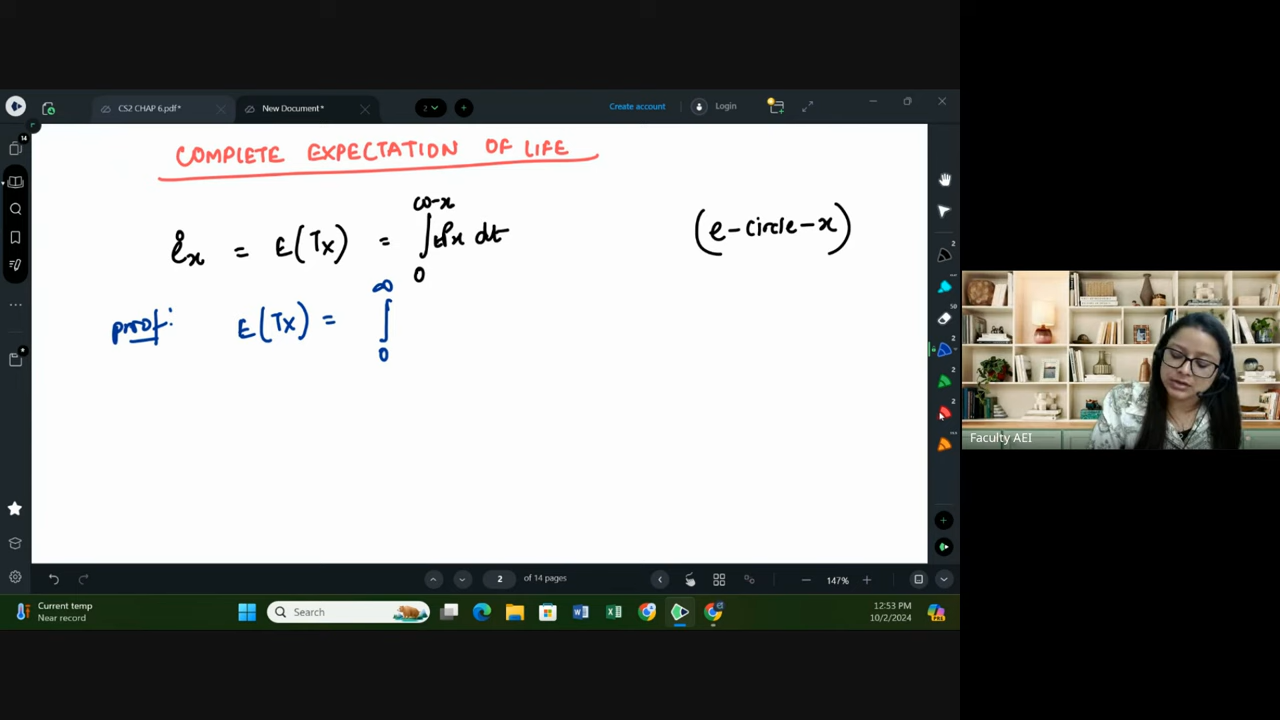 CS2 CHAP 6.pdf*
New Document*
2
Create account
Login
14
COMPLETE EXPECTATION OF LIFE
e̊x = E(Tx) = ∫₀^(ω-x) tPx dt (e-circle-x)
proof: E(Tx) = ∫₀^∞
Faculty AEI
2 of 14 pages
147%
Current temp
Near record
Search
12:53 PM
10/2/2024